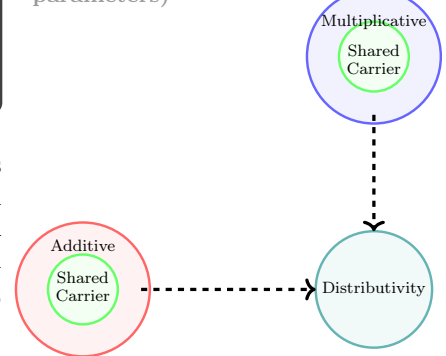 parameters)
Multiplicative
Shared
Carrier
Additive
Shared
Carrier
Distributivity